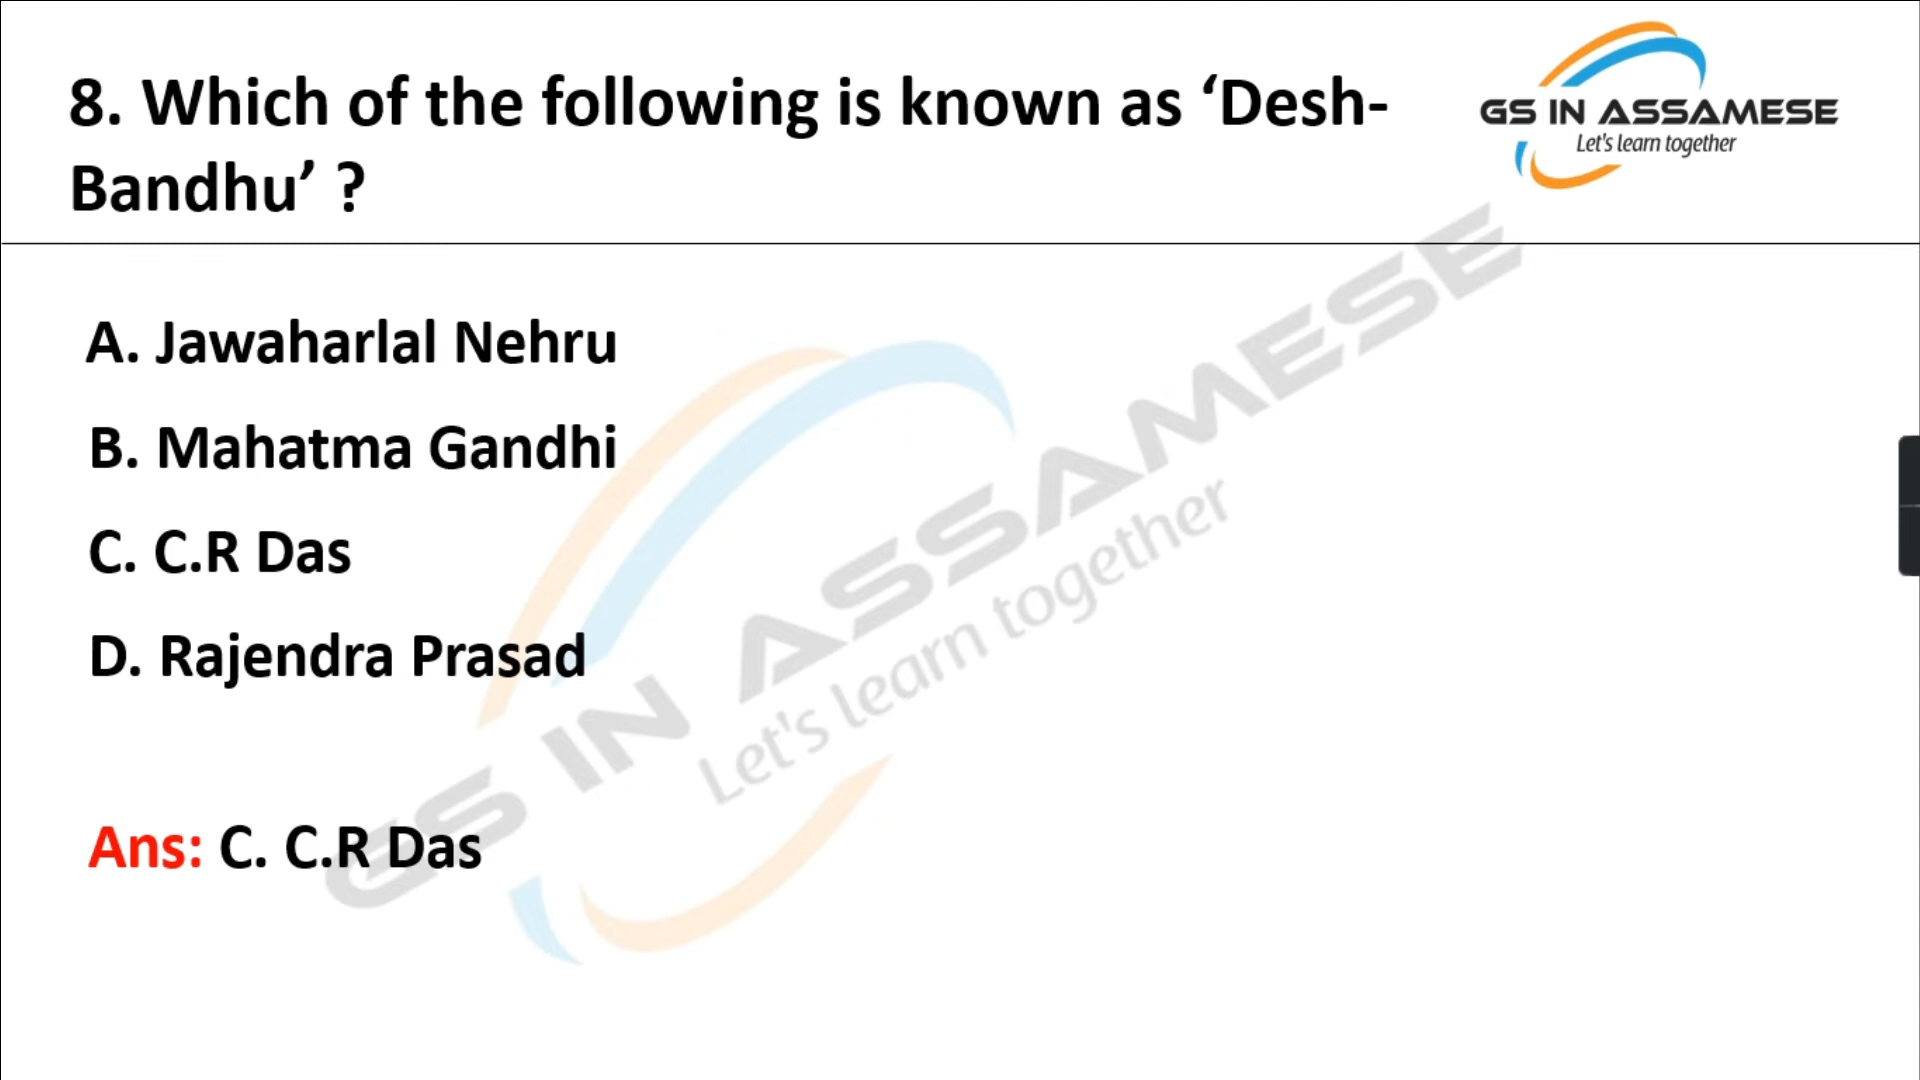 8. Which of the following is known as ‘Desh-
Bandhu’ ?
GS IN ASSAMESE
Let's learn together
A. Jawaharlal Nehru
B. Mahatma Gandhi
C. C.R Das
D. Rajendra Prasad
Ans: C. C.R Das
GS IN ASSAMESE
Let's learn together